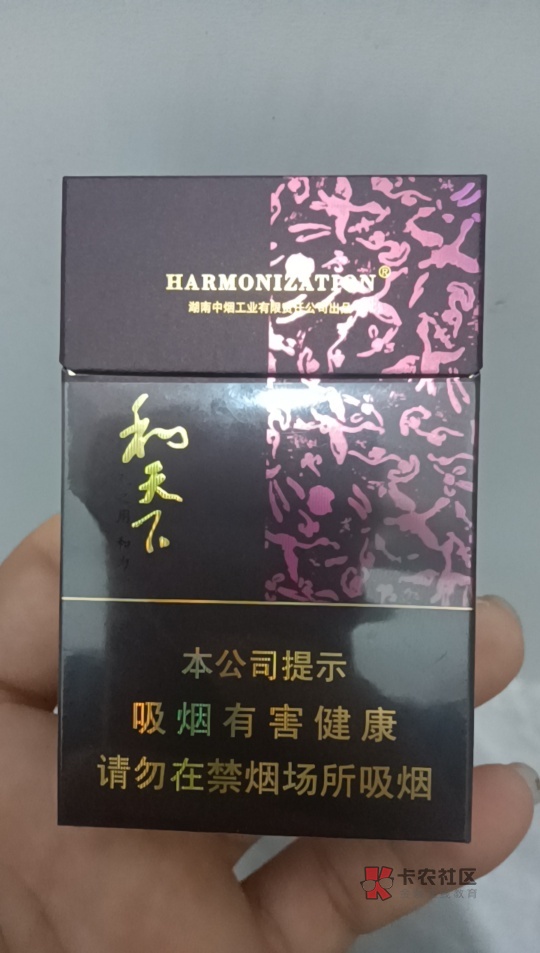 HARMONIZATION®
湖南中烟工业有限责任公司出品
和天下
本公司提示
吸烟有害健康
请勿在禁烟场所吸烟
卡农社区
教育